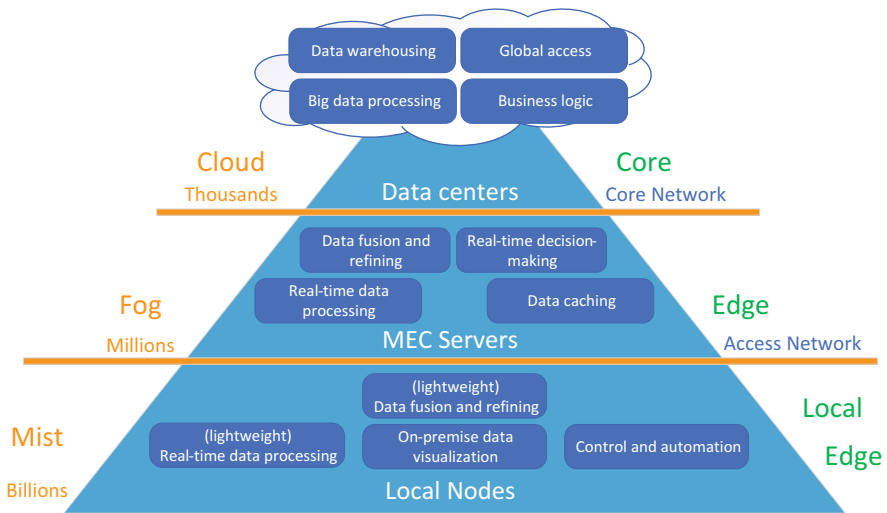 Data warehousing
Global access
Big data processing
Business logic
Cloud
Core
Thousands
Data centers
Core Network
Data fusion and
refining
Real-time decision-
making
Real-time data
processing
Data caching
Fog
Edge
Millions
MEC Servers
Access Network
(lightweight)
Data fusion and refining
Local
Mist
(lightweight)
Real-time data processing
On-premise data
visualization
Control and automation
Edge
Billions
Local Nodes